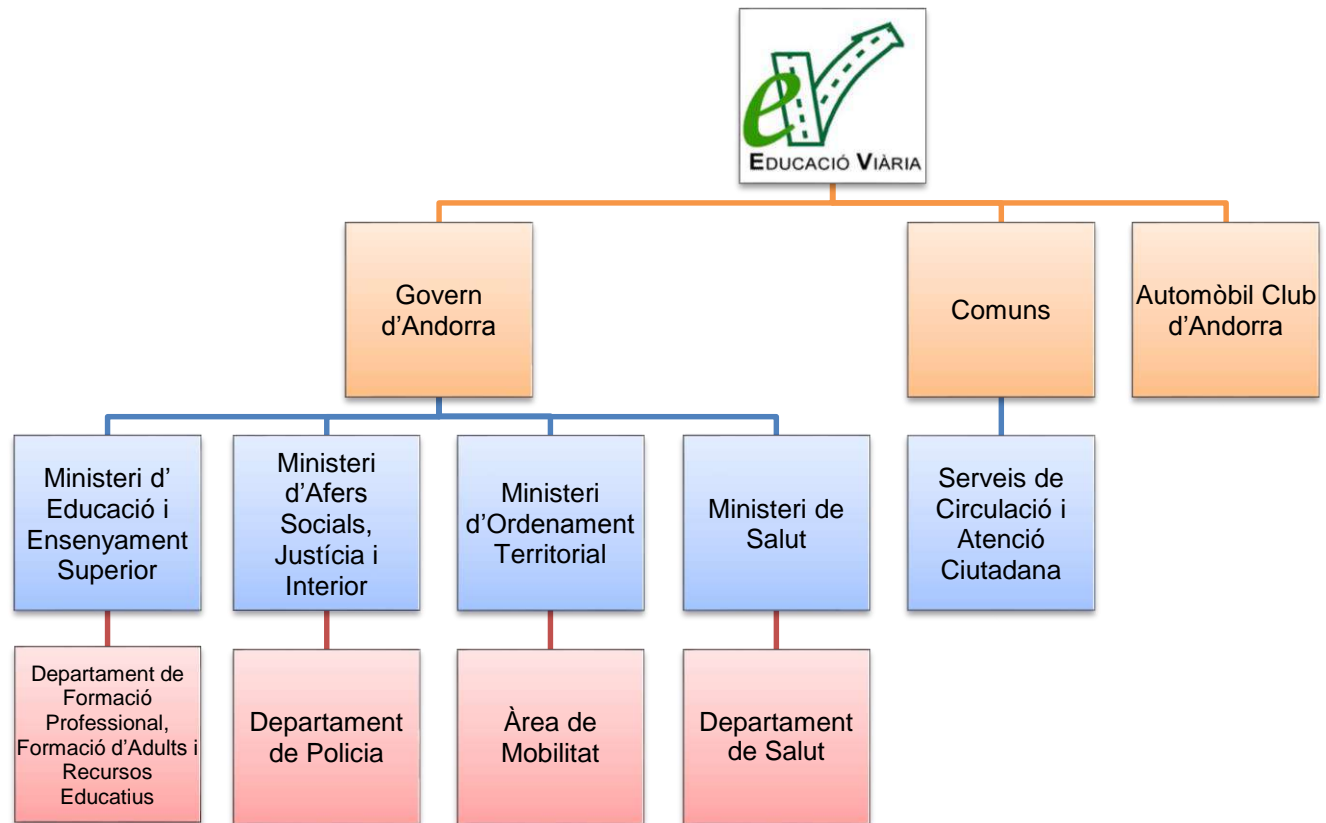 eV
EDUCACIÓ VIÀRIA
Govern
d'Andorra
Comuns
Automòbil Club
d'Andorra
Ministeri d'
Educació i
Ensenyament
Superior
Ministeri
d'Afers
Socials,
Justícia i
Interior
Ministeri
d'Ordenament
Territorial
Ministeri de
Salut
Serveis de
Circulació i
Atenció
Ciutadana
Departament de
Formació
Professional,
Formació d'Adults i
Recursos
Educatius
Departament
de Policia
Àrea de
Mobilitat
Departament
de Salut